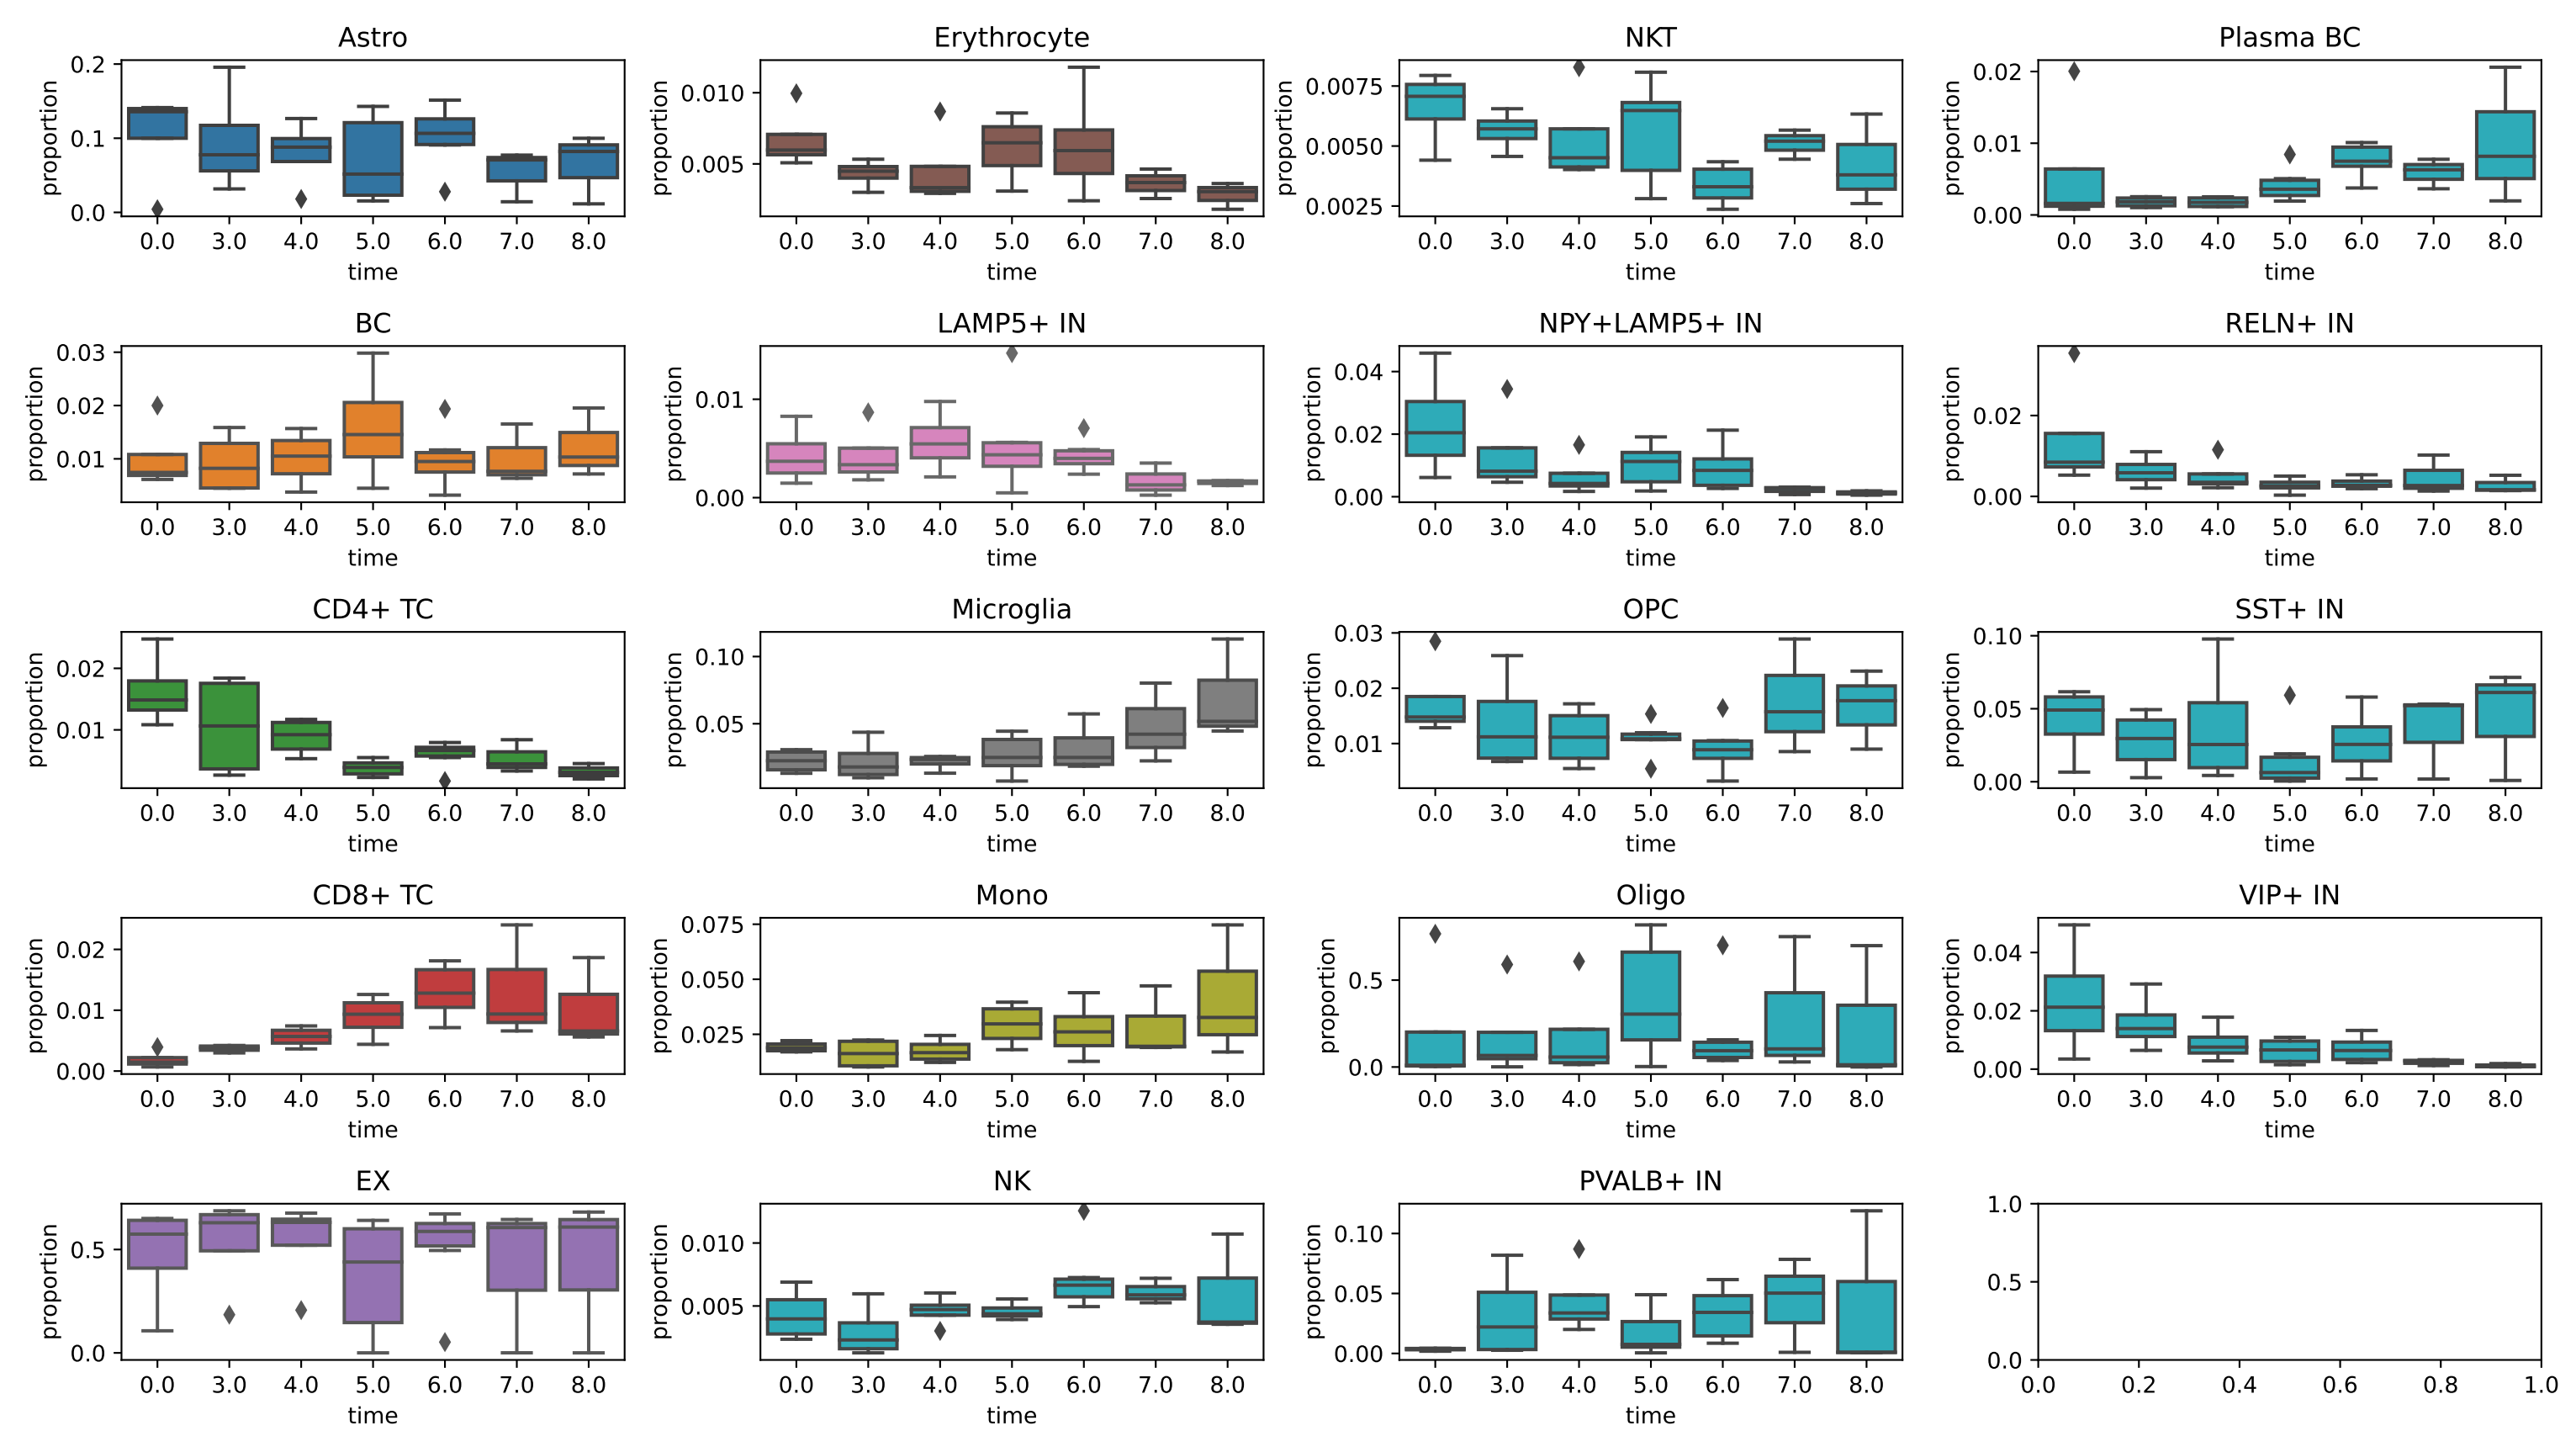 Astro
proportion
0.2
0.1
0.0
0.0 3.0 4.0 5.0 6.0 7.0 8.0
time
Erythrocyte
proportion
0.010
0.005
0.0 3.0 4.0 5.0 6.0 7.0 8.0
time
NKT
proportion
0.0075
0.0050
0.0025
0.0 3.0 4.0 5.0 6.0 7.0 8.0
time
Plasma BC
proportion
0.02
0.01
0.00
0.0 3.0 4.0 5.0 6.0 7.0 8.0
time
BC
proportion
0.03
0.02
0.01
0.0 3.0 4.0 5.0 6.0 7.0 8.0
time
LAMP5+ IN
proportion
0.01
0.00
0.0 3.0 4.0 5.0 6.0 7.0 8.0
time
NPY+LAMP5+ IN
proportion
0.04
0.02
0.00
0.0 3.0 4.0 5.0 6.0 7.0 8.0
time
RELN+ IN
proportion
0.02
0.00
0.0 3.0 4.0 5.0 6.0 7.0 8.0
time
CD4+ TC
proportion
0.02
0.01
0.0 3.0 4.0 5.0 6.0 7.0 8.0
time
Microglia
proportion
0.10
0.05
0.0 3.0 4.0 5.0 6.0 7.0 8.0
time
OPC
proportion
0.03
0.02
0.01
0.0 3.0 4.0 5.0 6.0 7.0 8.0
time
SST+ IN
proportion
0.10
0.05
0.00
0.0 3.0 4.0 5.0 6.0 7.0 8.0
time
CD8+ TC
proportion
0.02
0.01
0.00
0.0 3.0 4.0 5.0 6.0 7.0 8.0
time
Mono
proportion
0.075
0.050
0.025
0.0 3.0 4.0 5.0 6.0 7.0 8.0
time
Oligo
proportion
0.5
0.0
0.0 3.0 4.0 5.0 6.0 7.0 8.0
time
VIP+ IN
proportion
0.04
0.02
0.00
0.0 3.0 4.0 5.0 6.0 7.0 8.0
time
EX
proportion
0.5
0.0
0.0 3.0 4.0 5.0 6.0 7.0 8.0
time
NK
proportion
0.010
0.005
0.0 3.0 4.0 5.0 6.0 7.0 8.0
time
PVALB+ IN
proportion
0.10
0.05
0.00
0.0 3.0 4.0 5.0 6.0 7.0 8.0
time
1.0
0.5
0.0
0.0 0.2 0.4 0.6 0.8 1.0